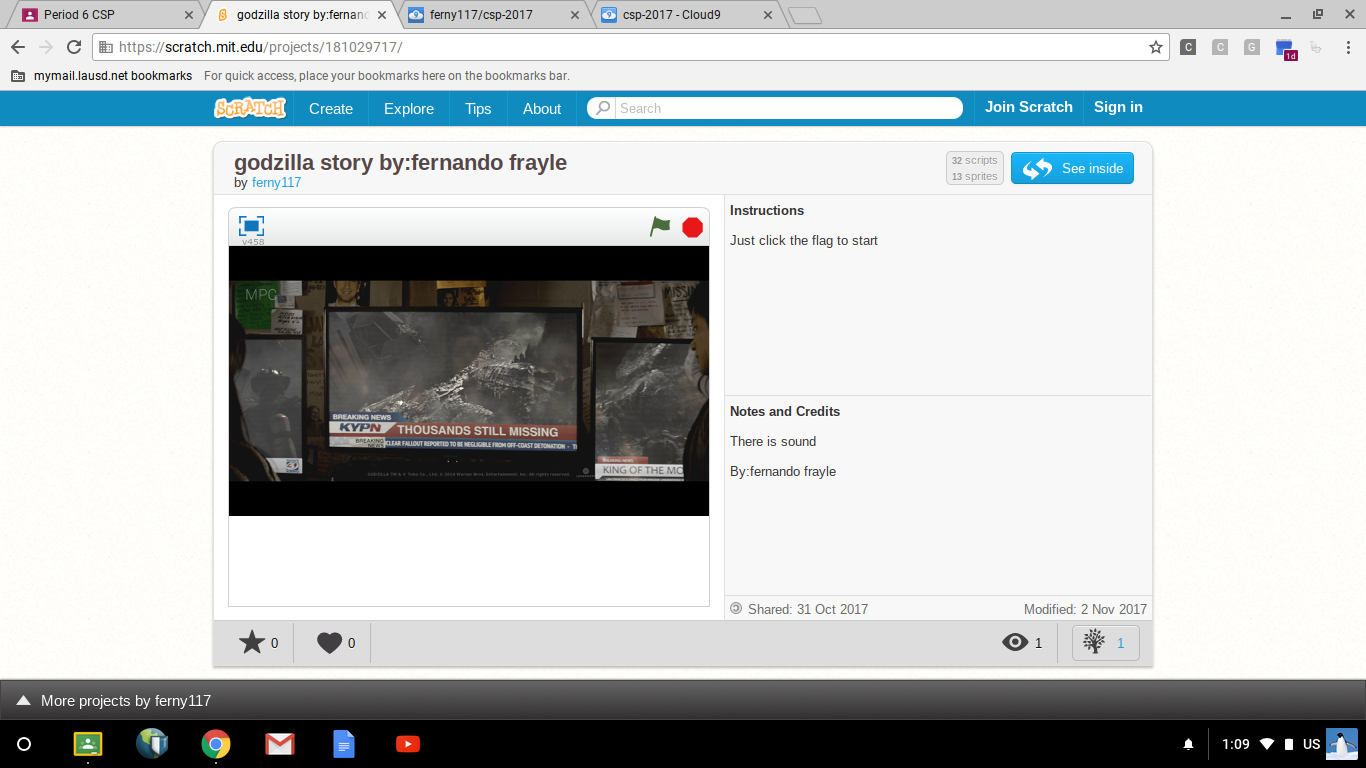 Period 6 CSP
godzilla story by:fernan
ferny117/csp-2017
csp-2017 - Cloud9
https://scratch.mit.edu/projects/181029717/
C
C
G
1d
mymail.lausd.net bookmarks
For quick access, place your bookmarks here on the bookmarks bar.
SCRATCH
Create
Explore
Tips
About
Search
Join Scratch
Sign in
godzilla story by:fernando frayle
by ferny117
32 scripts
13 sprites
See inside
v458
MPC
MISSIN
BREAKING NEWS
KYPN
THOUSANDS STILL MISSING
BREAKING NEWS
CLEAR FALLOUT REPORTED TO BE NEGLIGIBLE FROM OFF-COAST DETONATION -
BREAKING NEWS
KING OF THE MO
Instructions
Just click the flag to start
Notes and Credits
There is sound
By:fernando frayle
Shared: 31 Oct 2017
Modified: 2 Nov 2017
0
0
1
1
More projects by ferny117
1:09
US